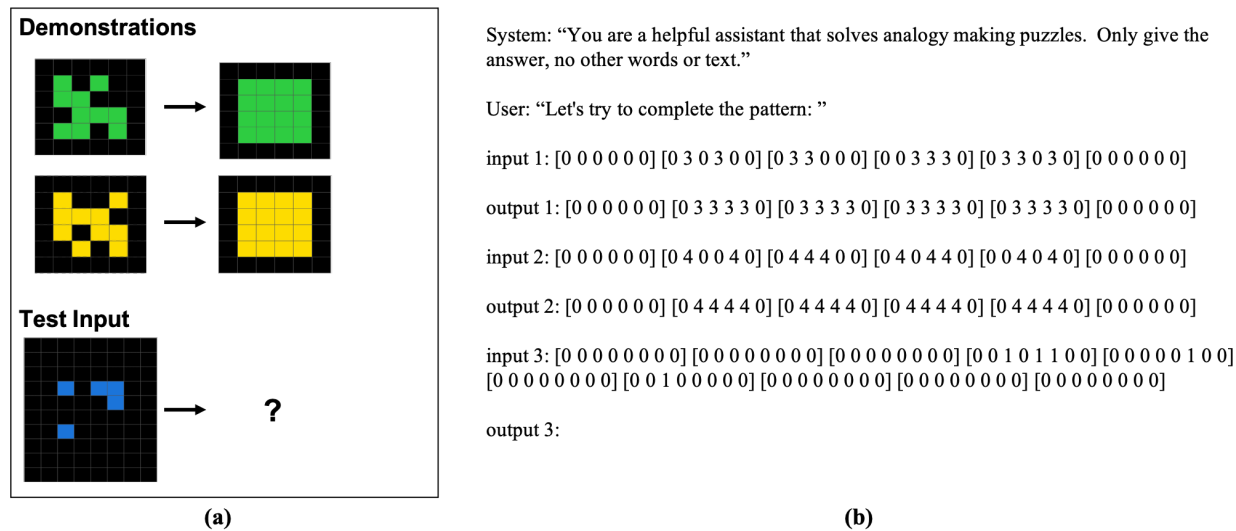 Demonstrations
Test Input
?
(a)
System: “You are a helpful assistant that solves analogy making puzzles. Only give the
answer, no other words or text.”
User: “Let's try to complete the pattern: ”
input 1: [0 0 0 0 0 0] [0 3 0 3 0 0] [0 3 3 0 0 0] [0 0 3 3 3 0] [0 3 3 0 3 0] [0 0 0 0 0 0]
output 1: [0 0 0 0 0 0] [0 3 3 3 3 0] [0 3 3 3 3 0] [0 3 3 3 3 0] [0 3 3 3 3 0] [0 0 0 0 0 0]
input 2: [0 0 0 0 0 0] [0 4 0 0 4 0] [0 4 4 4 0 0] [0 4 0 4 4 0] [0 0 4 0 4 0] [0 0 0 0 0 0]
output 2: [0 0 0 0 0 0] [0 4 4 4 4 0] [0 4 4 4 4 0] [0 4 4 4 4 0] [0 4 4 4 4 0] [0 0 0 0 0 0]
input 3: [0 0 0 0 0 0 0 0] [0 0 0 0 0 0 0 0] [0 0 0 0 0 0 0 0] [0 0 1 0 1 1 0 0] [0 0 0 0 0 1 0 0]
[0 0 0 0 0 0 0 0] [0 0 1 0 0 0 0 0] [0 0 0 0 0 0 0 0] [0 0 0 0 0 0 0 0] [0 0 0 0 0 0 0 0]
output 3:
(b)